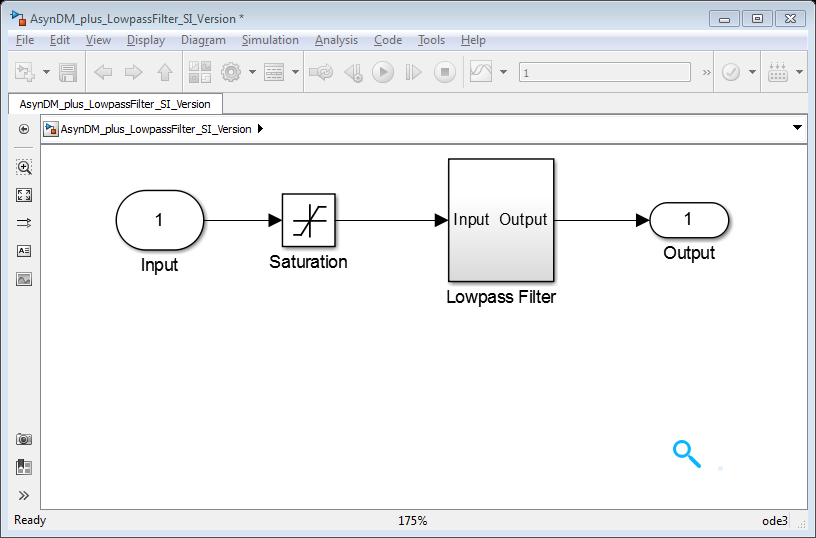 AsynDM_plus_LowpassFilter_SI_Version *
File Edit View Display Diagram Simulation Analysis Code Tools Help
1
AsynDM_plus_LowpassFilter_SI_Version
AsynDM_plus_LowpassFilter_SI_Version
1
Input
Saturation
Input Output
Lowpass Filter
1
Output
Ready 175% ode3